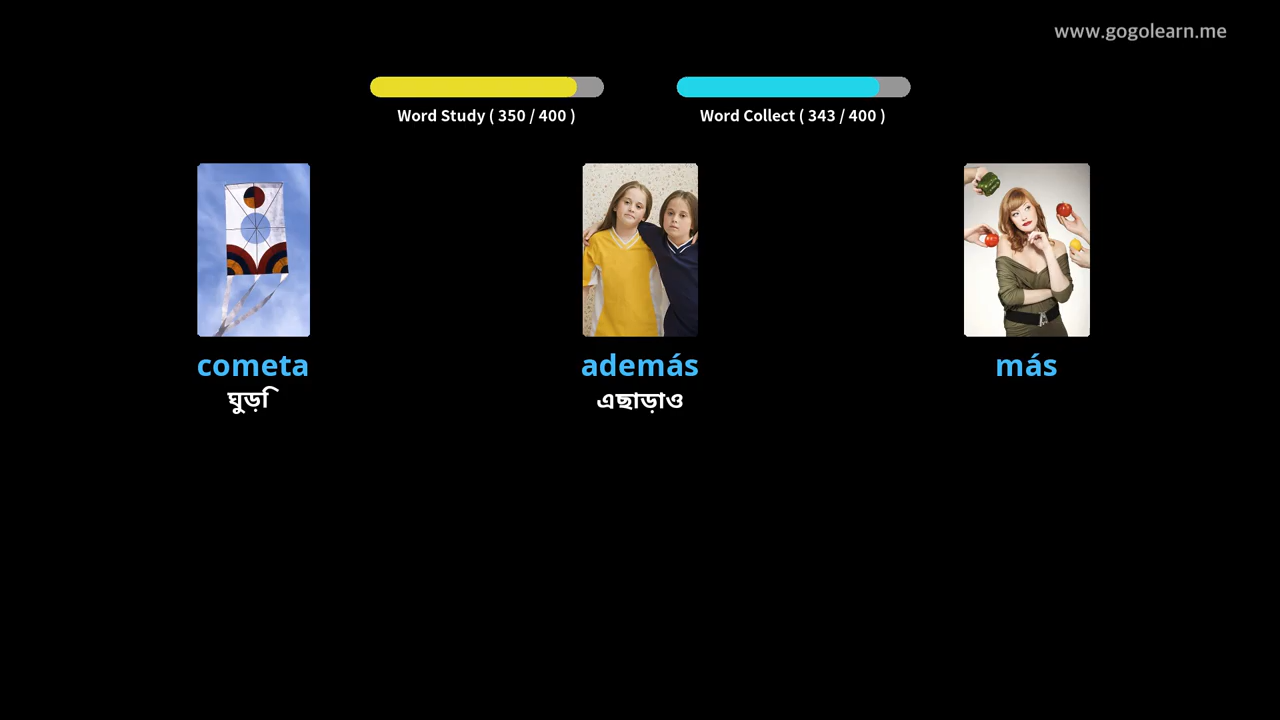 www.gogolearn.me
Word Study ( 350 / 400 )
Word Collect ( 343 / 400 )
cometa
ঘুড়ি
además
এছাড়াও
más